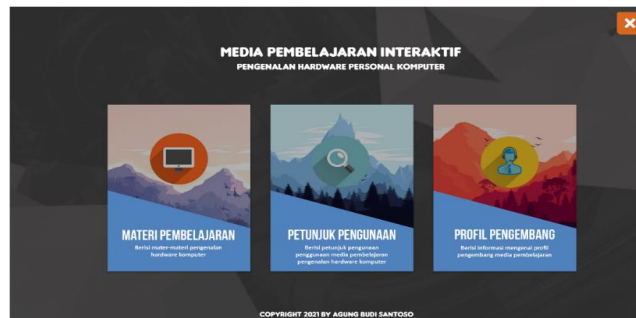 MEDIA PEMBELAJARAN INTERAKTIF
PENGENALAN HARDWARE PERSONAL KOMPUTER
MATERI PEMBELAJARAN
Berisi mater-materi pengenalan
hardware komputer
PETUNJUK PENGUNAAN
Berisi petunjuk pengunaan
penggunaan media pembelajaran
pengenalan hardware komputer
PROFIL PENGEMBANG
Berisi informasi mengenai profil
pengembang media pembelajaran
COPYRIGHT 2021 BY AGUNG BUDI SANTOSO